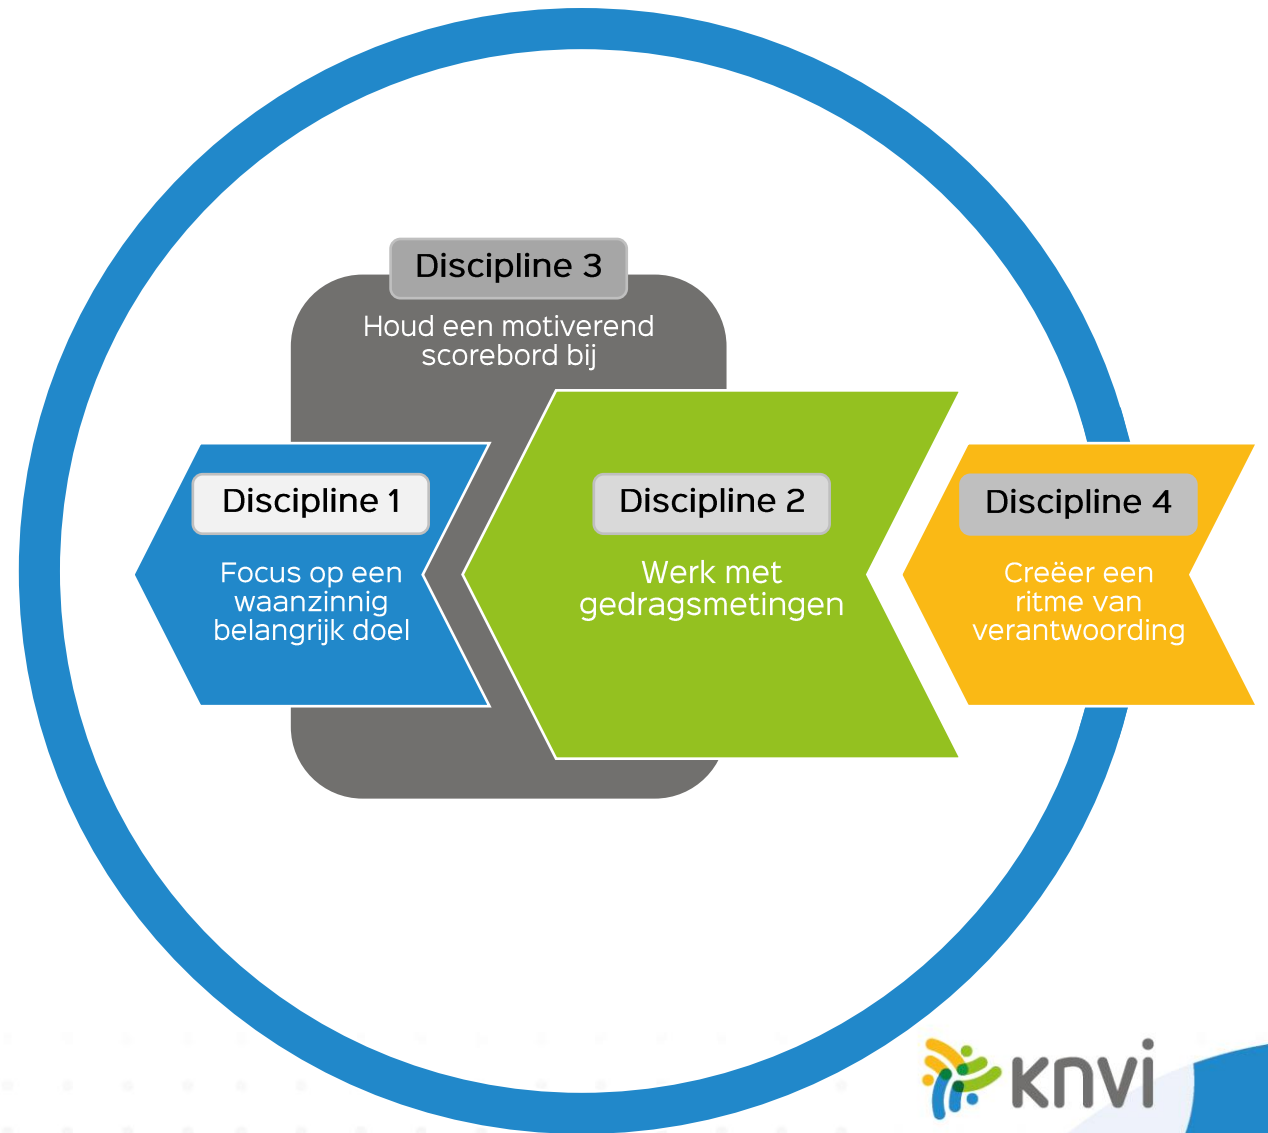 Discipline 3
Houd een motiverend
scorebord bij
Discipline 1
Focus op een
waanzinnig
belangrijk doel
Discipline 2
Werk met
gedragsmetingen
Discipline 4
Creëer een
ritme van
verantwoording
knvi